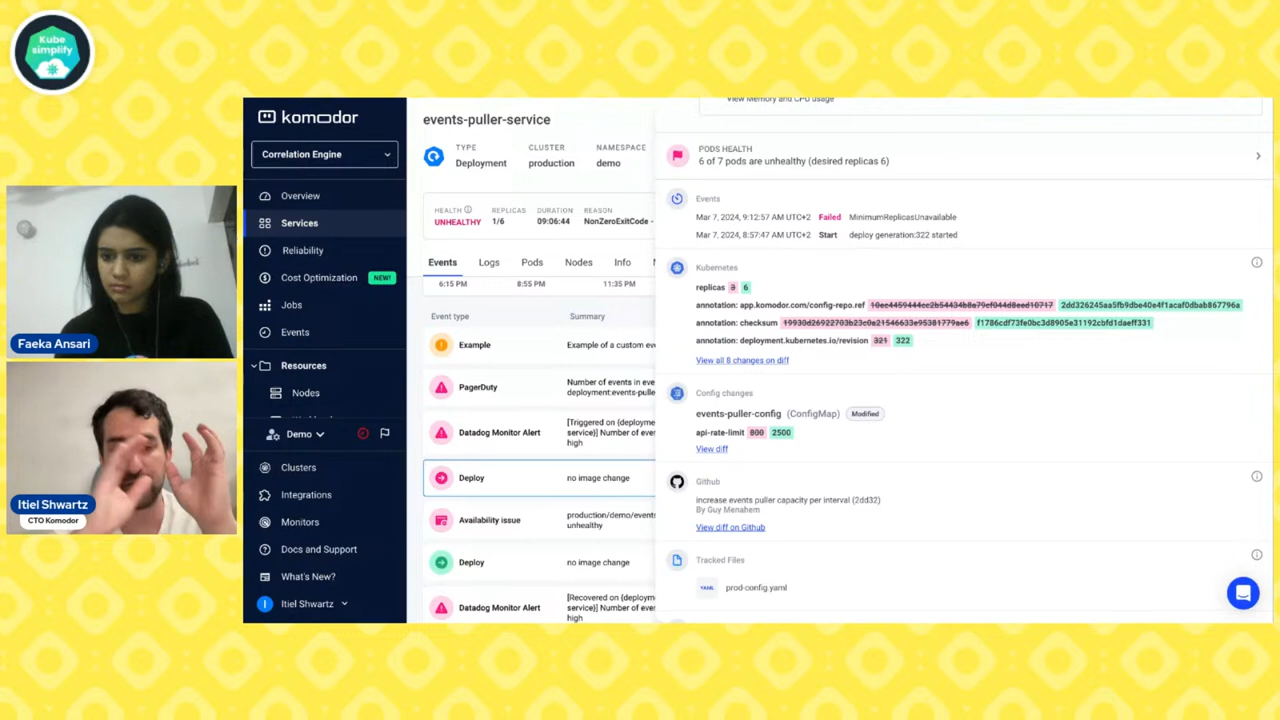 Kube
simplify
Faeka Ansari
Itiel Shwartz
CTO Komodor
komodor
Correlation Engine
Overview
Services
Reliability
Cost Optimization NEW!
Jobs
Events
Resources
Nodes
Demo
Clusters
Integrations
Monitors
Docs and Support
What's New?
Itiel Shwartz
events-puller-service
TYPE CLUSTER NAMESPACE
Deployment production demo
HEALTH REPLICAS DURATION REASON
UNHEALTHY 1/6 09:06:44 NonZeroExitCode -
Events Logs Pods Nodes Info
6:15 PM 8:55 PM 11:35 PM
Event type Summary
Example Example of a custom ev
PagerDuty Number of events in eve
deployment:events-pulle
Datadog Monitor Alert [Triggered on {deployme
service}] Number of ever
high
Deploy no image change
Availability issue production/demo/events
unhealthy
Deploy no image change
Datadog Monitor Alert [Recovered on {deploym
service}] Number of ever
high
View Memory and CPU usage
PODS HEALTH
6 of 7 pods are unhealthy (desired replicas 6)
Events
Mar 7, 2024, 9:12:57 AM UTC+2 Failed MinimumReplicasUnavailable
Mar 7, 2024, 8:57:47 AM UTC+2 Start deploy generation:322 started
Kubernetes
replicas 3 6
annotation: app.komodor.com/config-repo.ref 10ec4459444cc2b54434b8a79cf044d8eed10717 2dd326245aa5fb9dbe40e4f1acaf0dbab867796a
annotation: checksum 19930d26922703b23c0a21546633e95381779ae6 f1786cdf73fe0bc3d8905e31192cbfd1daeff331
annotation: deployment.kubernetes.io/revision 321 322
View all 8 changes on diff
Config changes
events-puller-config (ConfigMap) Modified
api-rate-limit 800 2500
View diff
Github
increase events puller capacity per interval (2dd32)
By Guy Menahem
View diff on Github
Tracked Files
YAML prod-config.yaml